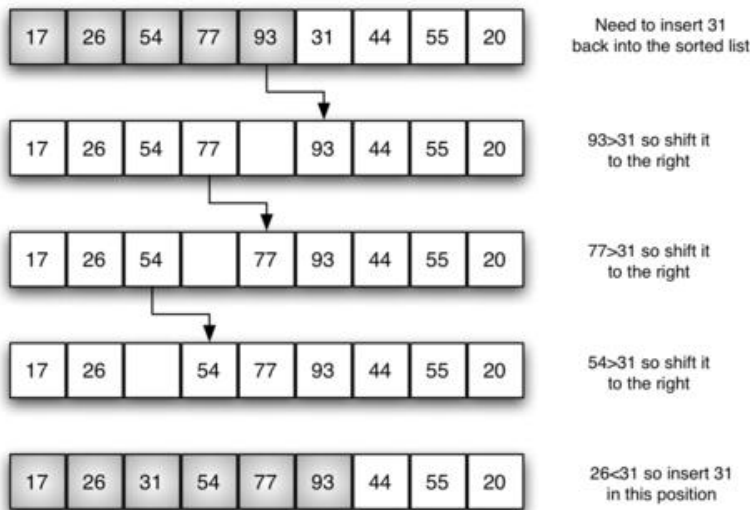 17 26 54 77 93 31 44 55 20
Need to insert 31
back into the sorted list
17 26 54 77 93 44 55 20
93>31 so shift it
to the right
17 26 54 77 93 44 55 20
77>31 so shift it
to the right
17 26 54 77 93 44 55 20
54>31 so shift it
to the right
17 26 31 54 77 93 44 55 20
26<31 so insert 31
in this position